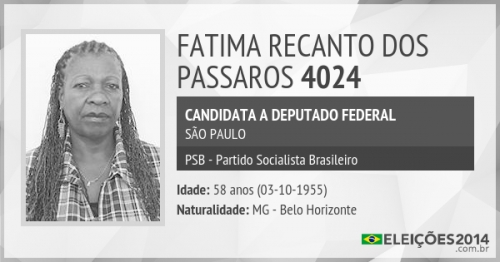 FATIMA RECANTO DOS
PASSAROS 4024
CANDIDATA A DEPUTADO FEDERAL
SÃO PAULO
PSB - Partido Socialista Brasileiro
Idade: 58 anos (03-10-1955)
Naturalidade: MG - Belo Horizonte
ELEIÇÕES2014
.com.br